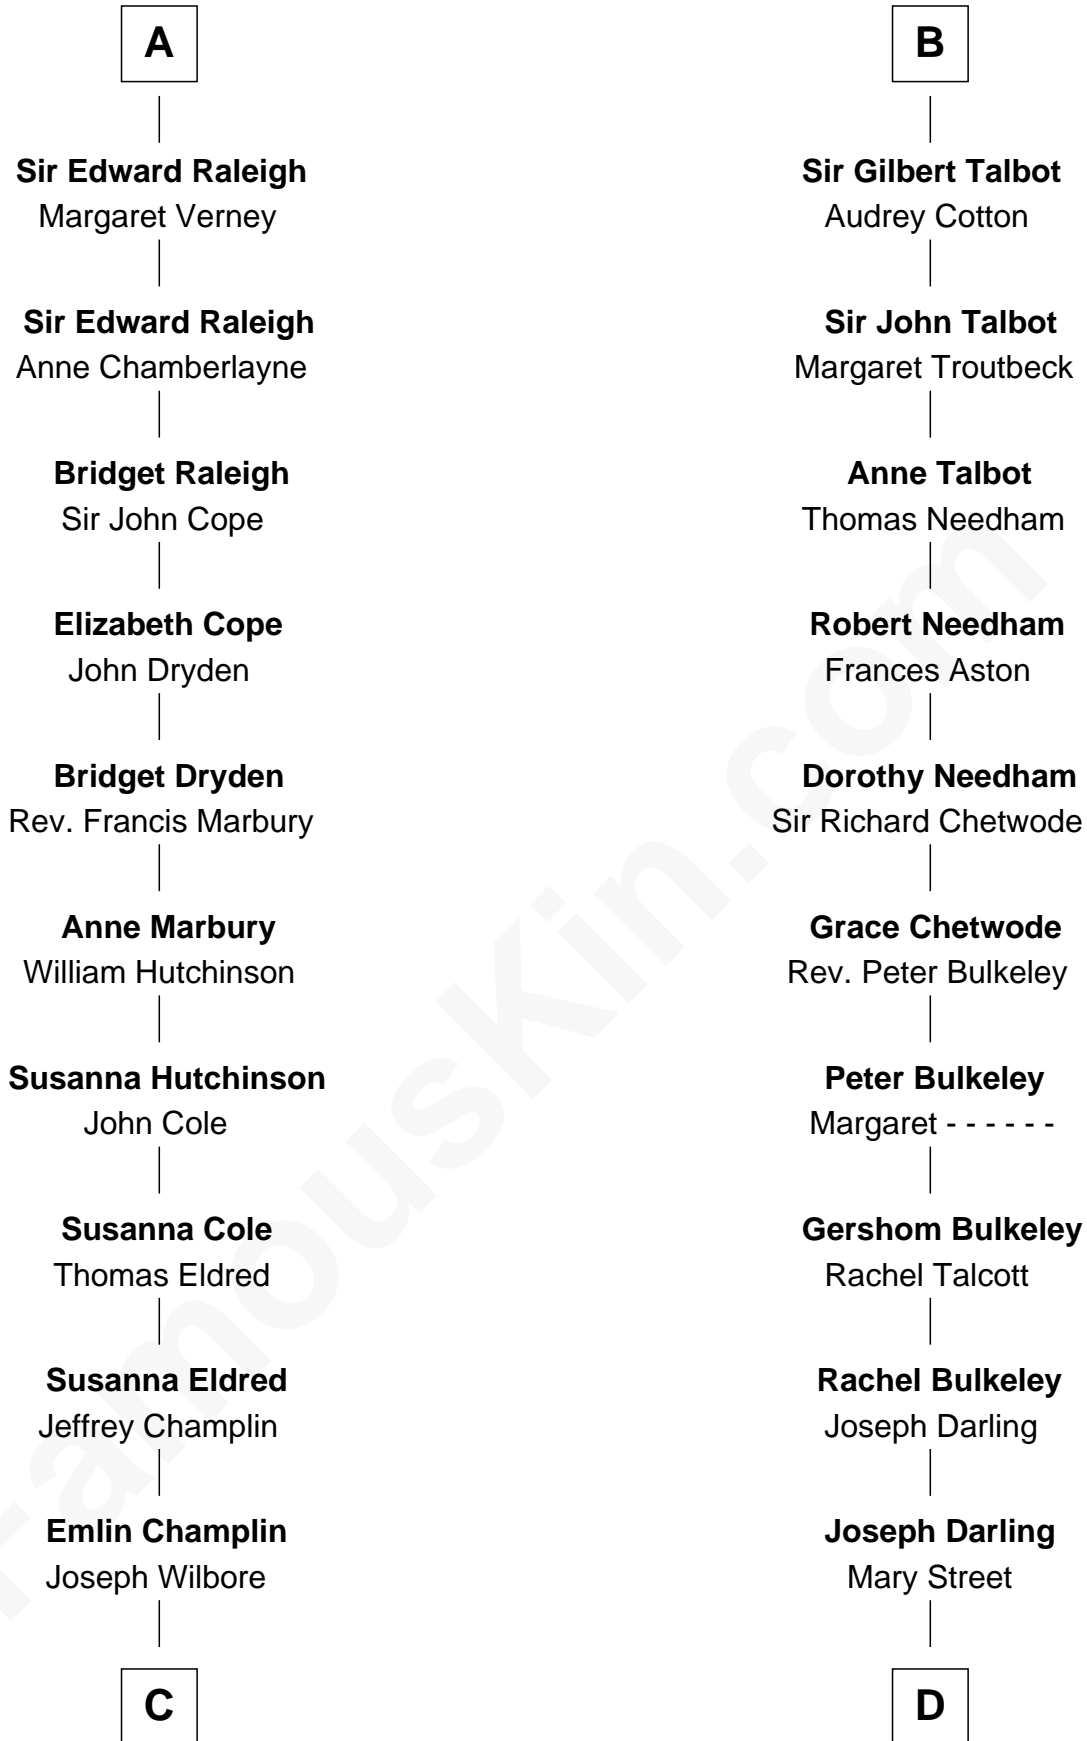 A
Sir Edward Raleigh
Margaret Verney
Sir Edward Raleigh
Anne Chamberlayne
Bridget Raleigh
Sir John Cope
Elizabeth Cope
John Dryden
Bridget Dryden
Rev. Francis Marbury
Anne Marbury
William Hutchinson
Susanna Hutchinson
John Cole
Susanna Cole
Thomas Eldred
Susanna Eldred
Jeffrey Champlin
Emlin Champlin
Joseph Wilbore
C
B
Sir Gilbert Talbot
Audrey Cotton
Sir John Talbot
Margaret Troutbeck
Anne Talbot
Thomas Needham
Robert Needham
Frances Aston
Dorothy Needham
Sir Richard Chetwode
Grace Chetwode
Rev. Peter Bulkeley
Peter Bulkeley
Margaret - - - - - -
Gershom Bulkeley
Rachel Talcott
Rachel Bulkeley
Joseph Darling
Joseph Darling
Mary Street
D
FamousKin.com